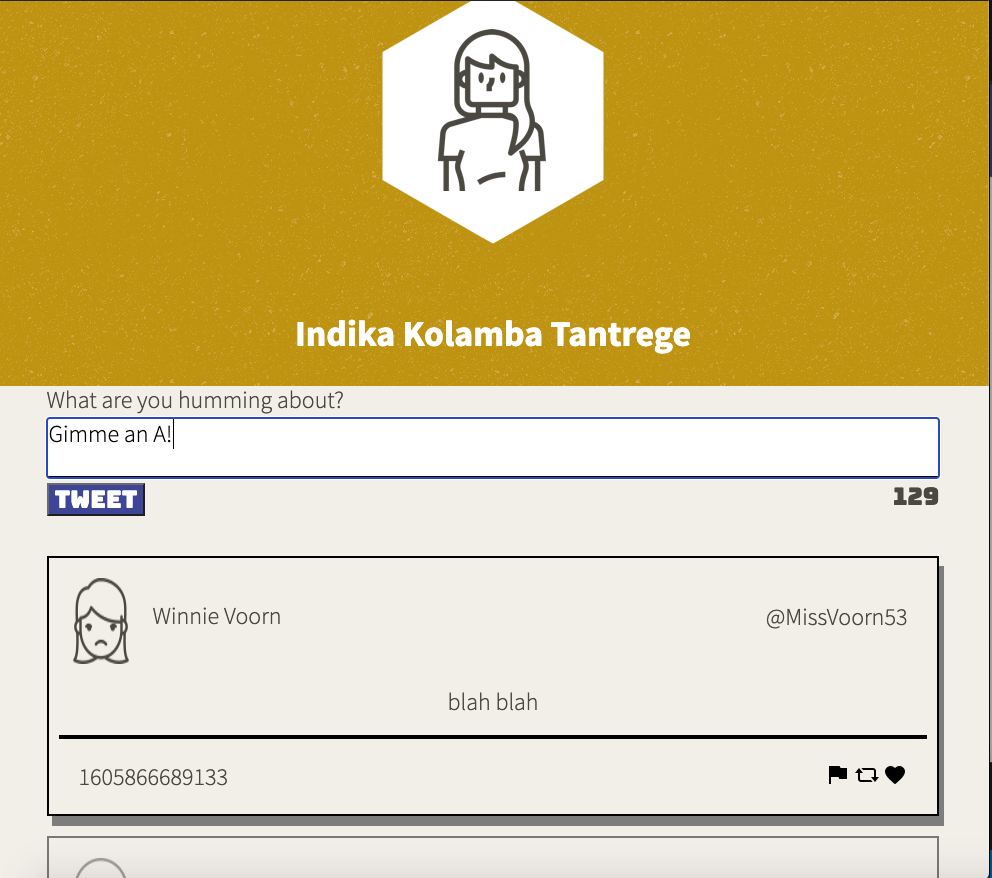 Indika Kolamba Tantrege
What are you humming about?
Gimme an A!
TWEET 129
Winnie Voorn @MissVoorn53
blah blah
1605866689133